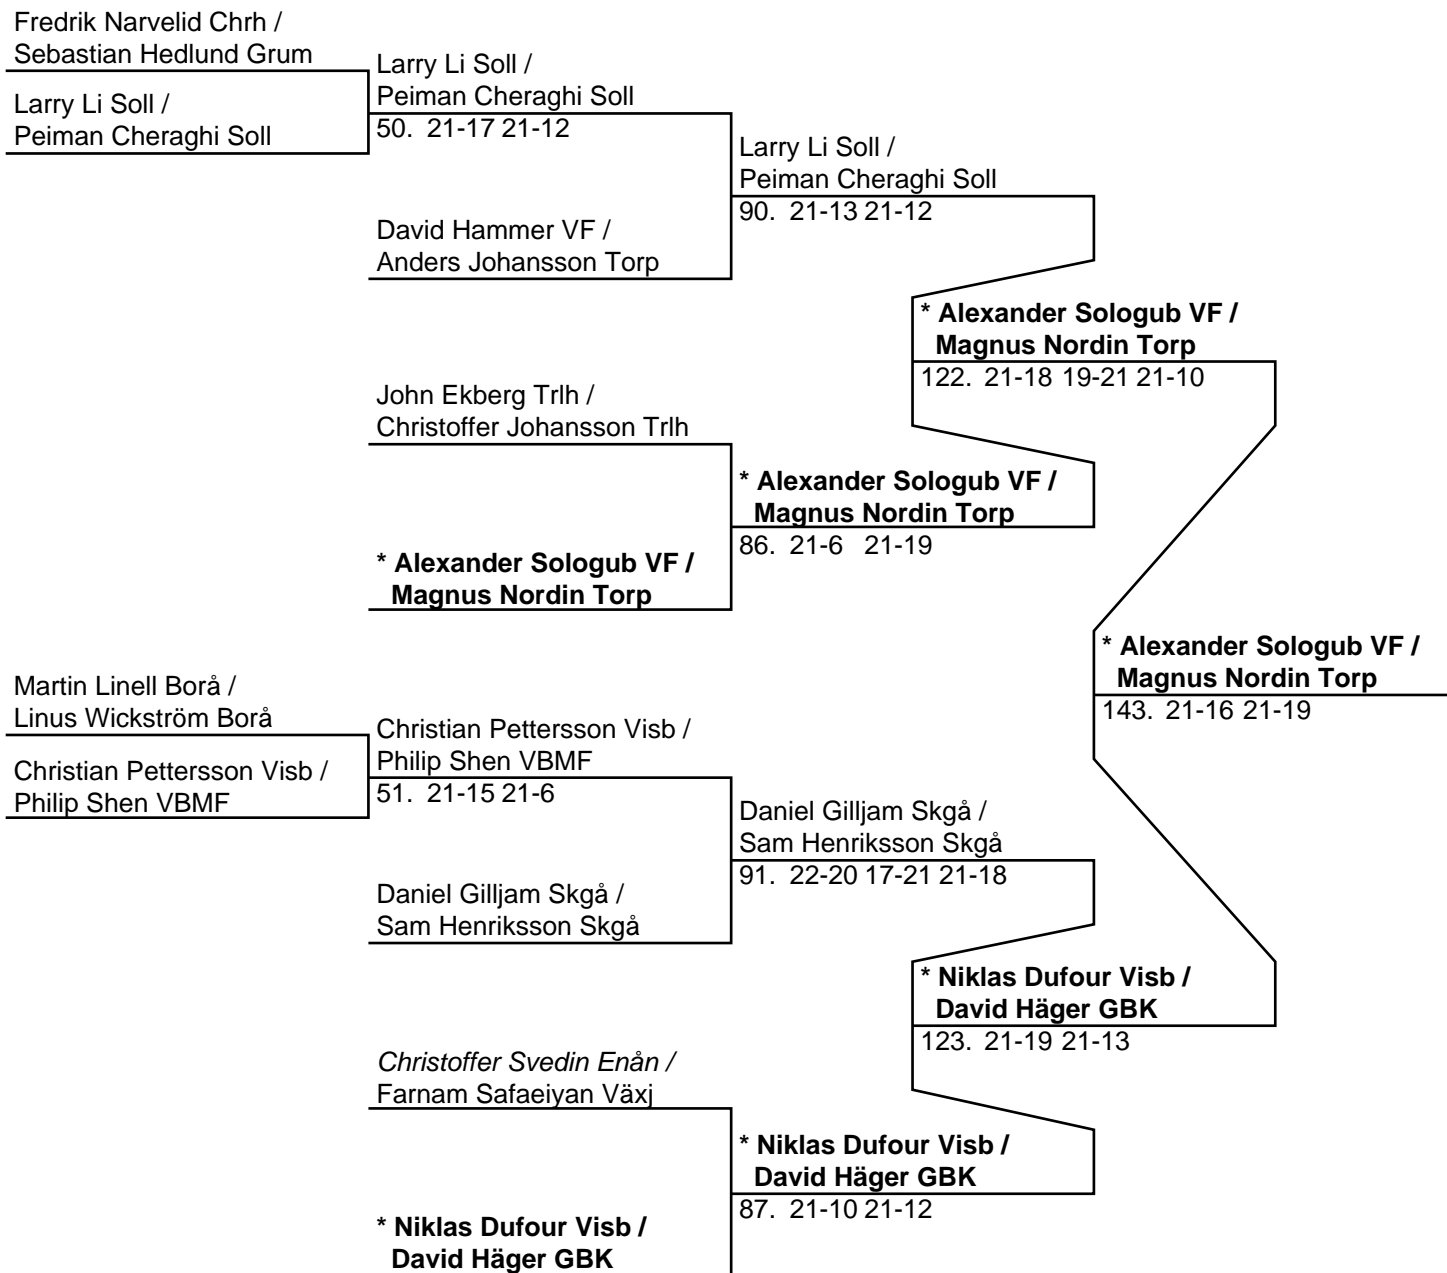 Fredrik Narvelid Chrh /
Sebastian Hedlund Grum
Larry Li Soll /
Peiman Cheraghi Soll
Larry Li Soll /
Peiman Cheraghi Soll
50. 21-17 21-12
David Hammer VF /
Anders Johansson Torp
Larry Li Soll /
Peiman Cheraghi Soll
90. 21-13 21-12
John Ekberg Trlh /
Christoffer Johansson Trlh
* Alexander Sologub VF /
Magnus Nordin Torp
* Alexander Sologub VF /
Magnus Nordin Torp
86. 21-6 21-19
* Alexander Sologub VF /
Magnus Nordin Torp
122. 21-18 19-21 21-10
Martin Linell Borå /
Linus Wickström Borå
Christian Pettersson Visb /
Philip Shen VBMF
Christian Pettersson Visb /
Philip Shen VBMF
51. 21-15 21-6
Daniel Gilljam Skgå /
Sam Henriksson Skgå
Daniel Gilljam Skgå /
Sam Henriksson Skgå
91. 22-20 17-21 21-18
Christoffer Svedin Enån /
Farnam Safaeiyan Växj
* Niklas Dufour Visb /
David Häger GBK
* Niklas Dufour Visb /
David Häger GBK
87. 21-10 21-12
* Niklas Dufour Visb /
David Häger GBK
123. 21-19 21-13
* Alexander Sologub VF /
Magnus Nordin Torp
143. 21-16 21-19